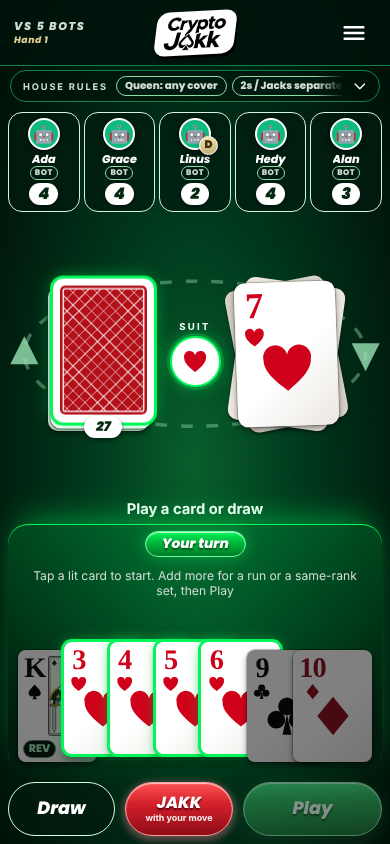 VS 5 BOTS
Hand 1
Crypto
Jakk
HOUSE RULES
Queen: any cover
2s / Jacks separate
Ada
BOT
4
Grace
BOT
4
Linus
D
BOT
2
Hedy
BOT
4
Alan
BOT
3
27
SUIT
7
Play a card or draw
Your turn
Tap a lit card to start. Add more for a run or a same-rank
set, then Play
K
REV
3
4
5
6
9
10
Draw
JAKK
with your move
Play